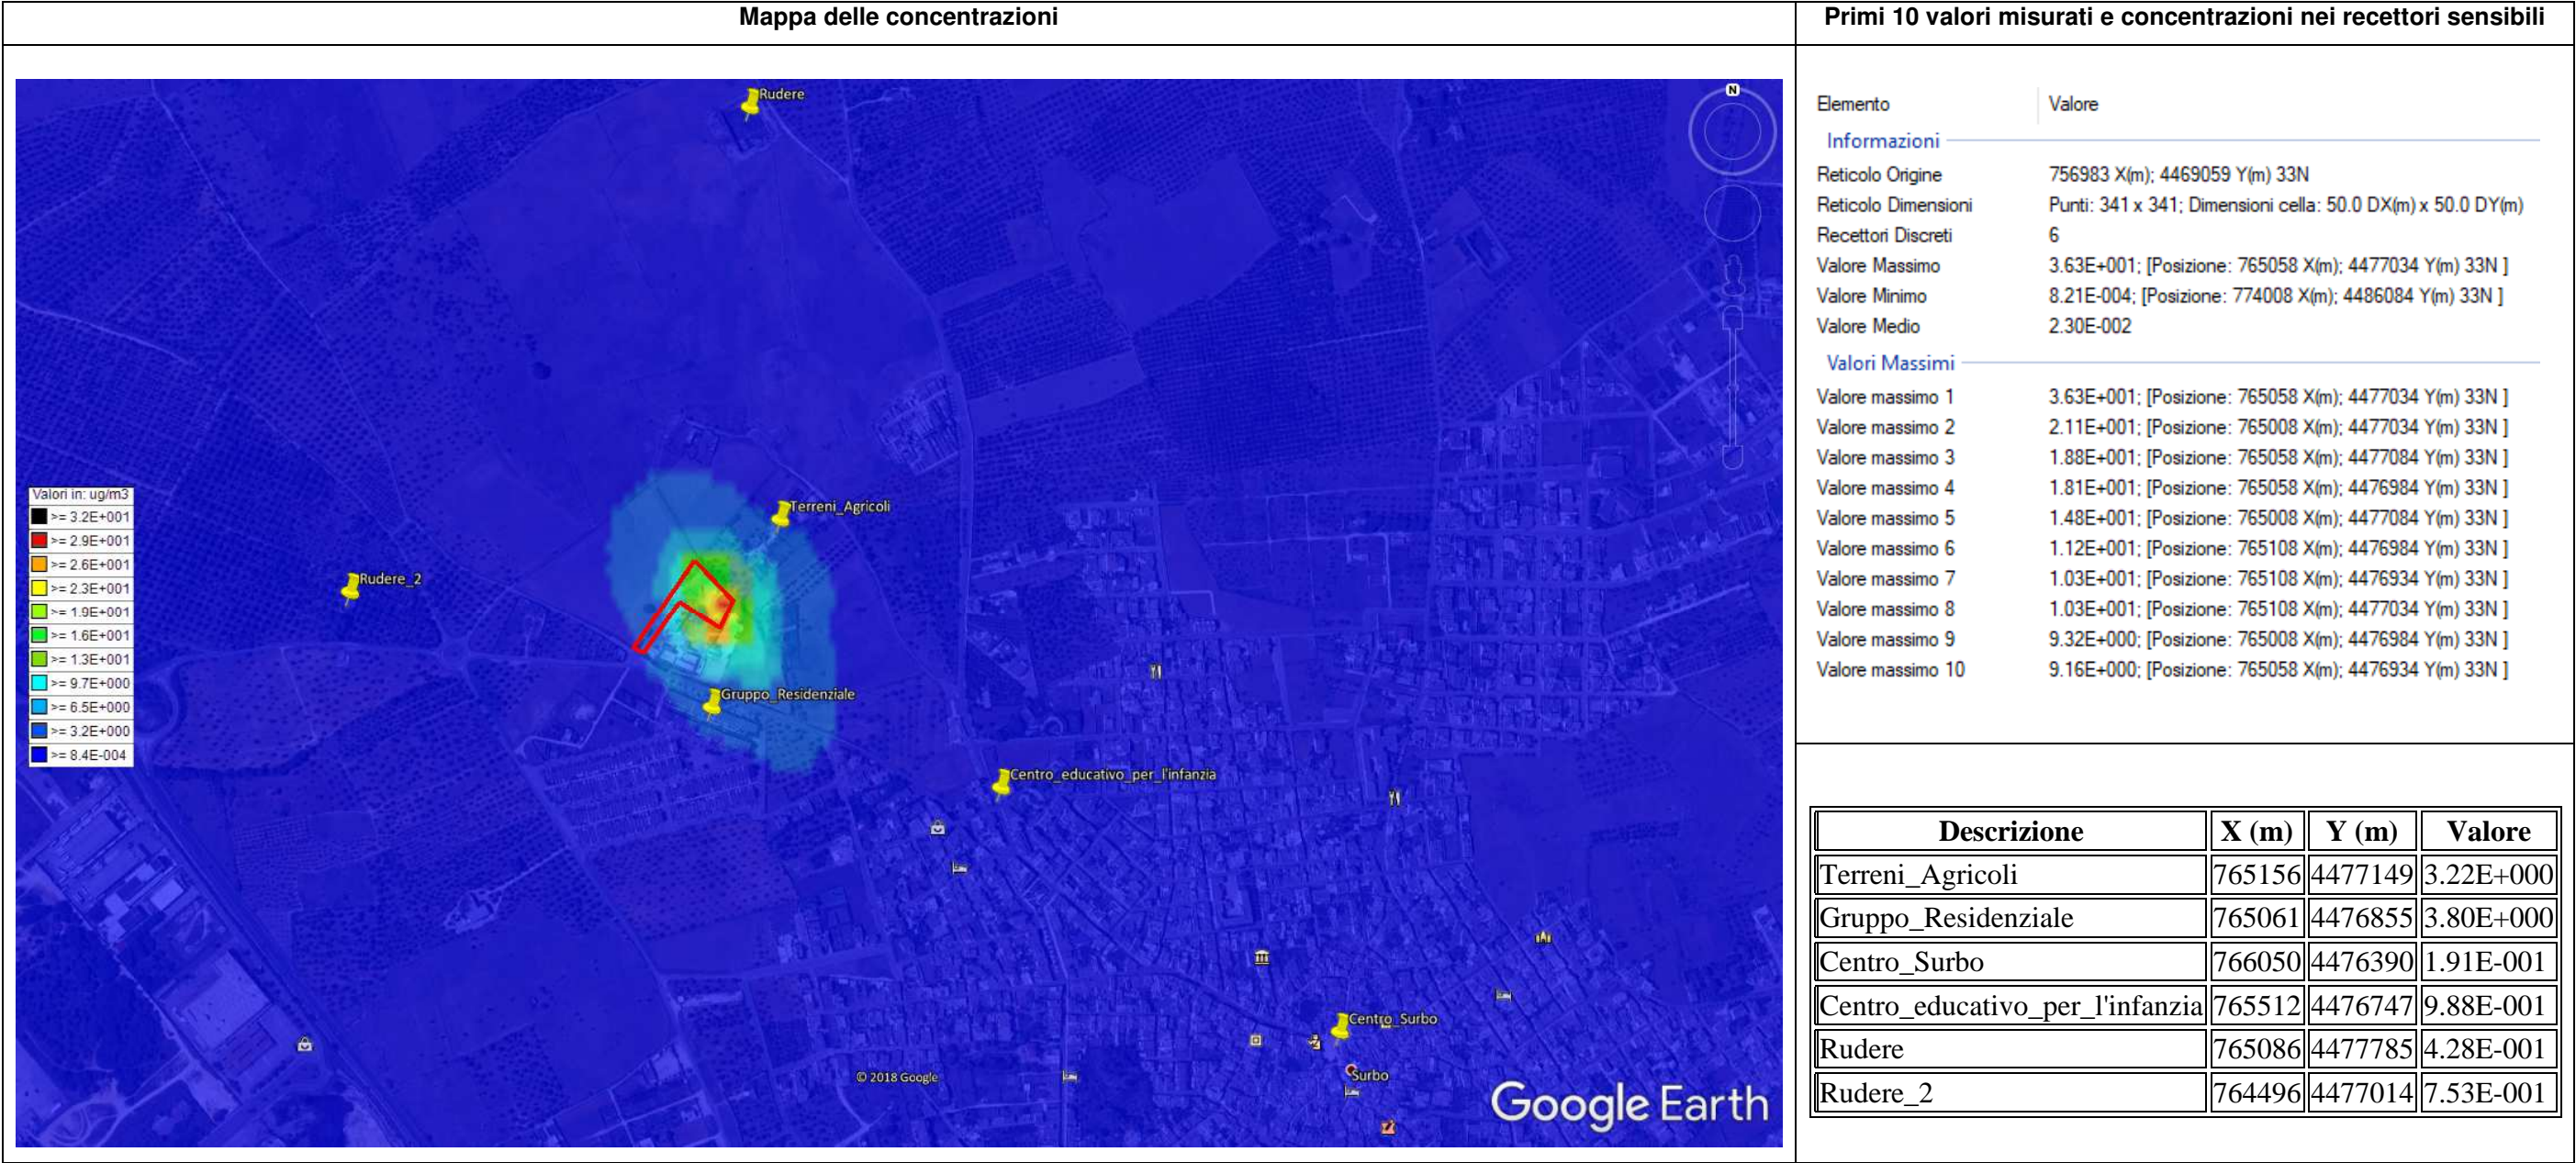 Mappa delle concentrazioni
Primi 10 valori misurati e concentrazioni nei recettori sensibili
Rudere
N
Terreni_Agricoli
Rudere_2
Gruppo_Residenziale
Centro_educativo_per_l'infanzia
Centro_Surbo
Surbo
© 2018 Google
Google Earth
Valori in: ug/m3
>= 3.2E+001
>= 2.9E+001
>= 2.6E+001
>= 2.3E+001
>= 1.9E+001
>= 1.6E+001
>= 1.3E+001
>= 9.7E+000
>= 6.5E+000
>= 3.2E+000
>= 8.4E-004
Elemento Valore
Informazioni
Reticolo Origine 756983 X(m); 4469059 Y(m) 33N
Reticolo Dimensioni Punti: 341 x 341; Dimensioni cella: 50.0 DX(m) x 50.0 DY(m)
Recettori Discreti 6
Valore Massimo 3.63E+001; [Posizione: 765058 X(m); 4477034 Y(m) 33N ]
Valore Minimo 8.21E-004; [Posizione: 774008 X(m); 4486084 Y(m) 33N ]
Valore Medio 2.30E-002
Valori Massimi
Valore massimo 1 3.63E+001; [Posizione: 765058 X(m); 4477034 Y(m) 33N ]
Valore massimo 2 2.11E+001; [Posizione: 765008 X(m); 4477034 Y(m) 33N ]
Valore massimo 3 1.88E+001; [Posizione: 765058 X(m); 4477084 Y(m) 33N ]
Valore massimo 4 1.81E+001; [Posizione: 765058 X(m); 4476984 Y(m) 33N ]
Valore massimo 5 1.48E+001; [Posizione: 765008 X(m); 4477084 Y(m) 33N ]
Valore massimo 6 1.12E+001; [Posizione: 765108 X(m); 4476984 Y(m) 33N ]
Valore massimo 7 1.03E+001; [Posizione: 765108 X(m); 4476934 Y(m) 33N ]
Valore massimo 8 1.03E+001; [Posizione: 765108 X(m); 4477034 Y(m) 33N ]
Valore massimo 9 9.32E+000; [Posizione: 765008 X(m); 4476984 Y(m) 33N ]
Valore massimo 10 9.16E+000; [Posizione: 765058 X(m); 4476934 Y(m) 33N ]
Descrizione X (m) Y (m) Valore
Terreni_Agricoli 765156 4477149 3.22E+000
Gruppo_Residenziale 765061 4476855 3.80E+000
Centro_Surbo 766050 4476390 1.91E-001
Centro_educativo_per_l'infanzia 765512 4476747 9.88E-001
Rudere 765086 4477785 4.28E-001
Rudere_2 764496 4477014 7.53E-001